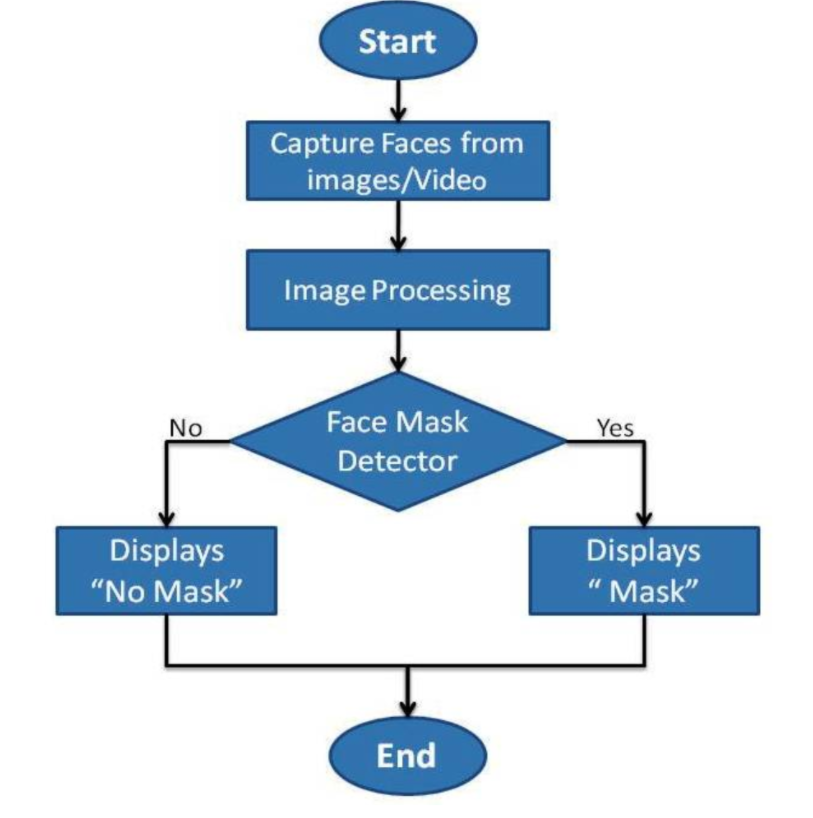 Start
Capture Faces from
images/Video
Image Processing
Face Mask
Detector
No
Yes
Displays
“No Mask”
Displays
“ Mask”
End